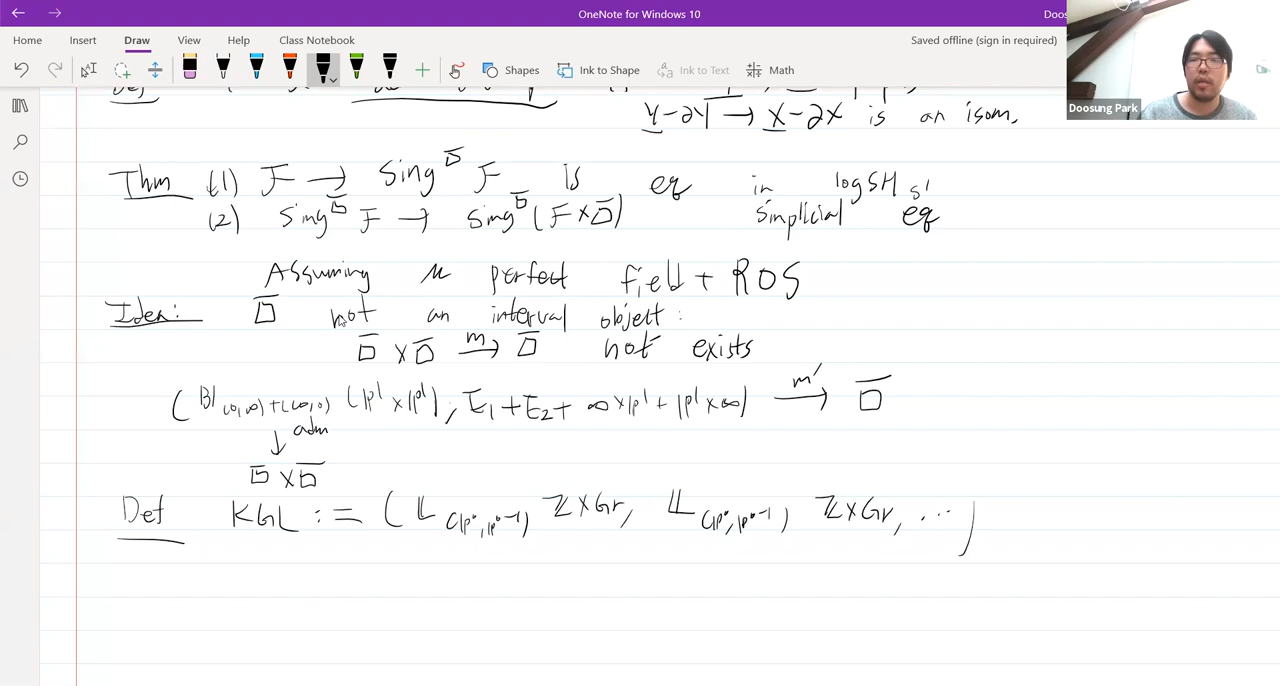 OneNote for Windows 10
Doos
Home Insert Draw View Help Class Notebook
Saved offline (sign in required)
Shapes Ink to Shape Ink to Text Math
Doosung Park
Y-∂Y → X-∂X is an isom.
Thm (1) F → Sing^□̅ F is eq in logSH_S¹
(2) Sing^□̅ F → Sing^□̅ (F × □̅) simplicial eq
Assuming perfect field + ROS
Idea: □̅ not an interval object:
□̅ × □̅ →^m □̅ not exists
(Bl_(0,∞)+(∞,0) (P¹ × P¹), E₁ + E₂ + ∞×P¹ + P¹×∞) →^m' □̅
↓ adm
□̅ × □̅
Def KGL := (𝕃_(P^•,P^•-1) ℤ×Gr, 𝕃_(P^•,P^•-1) ℤ×Gr, ...)